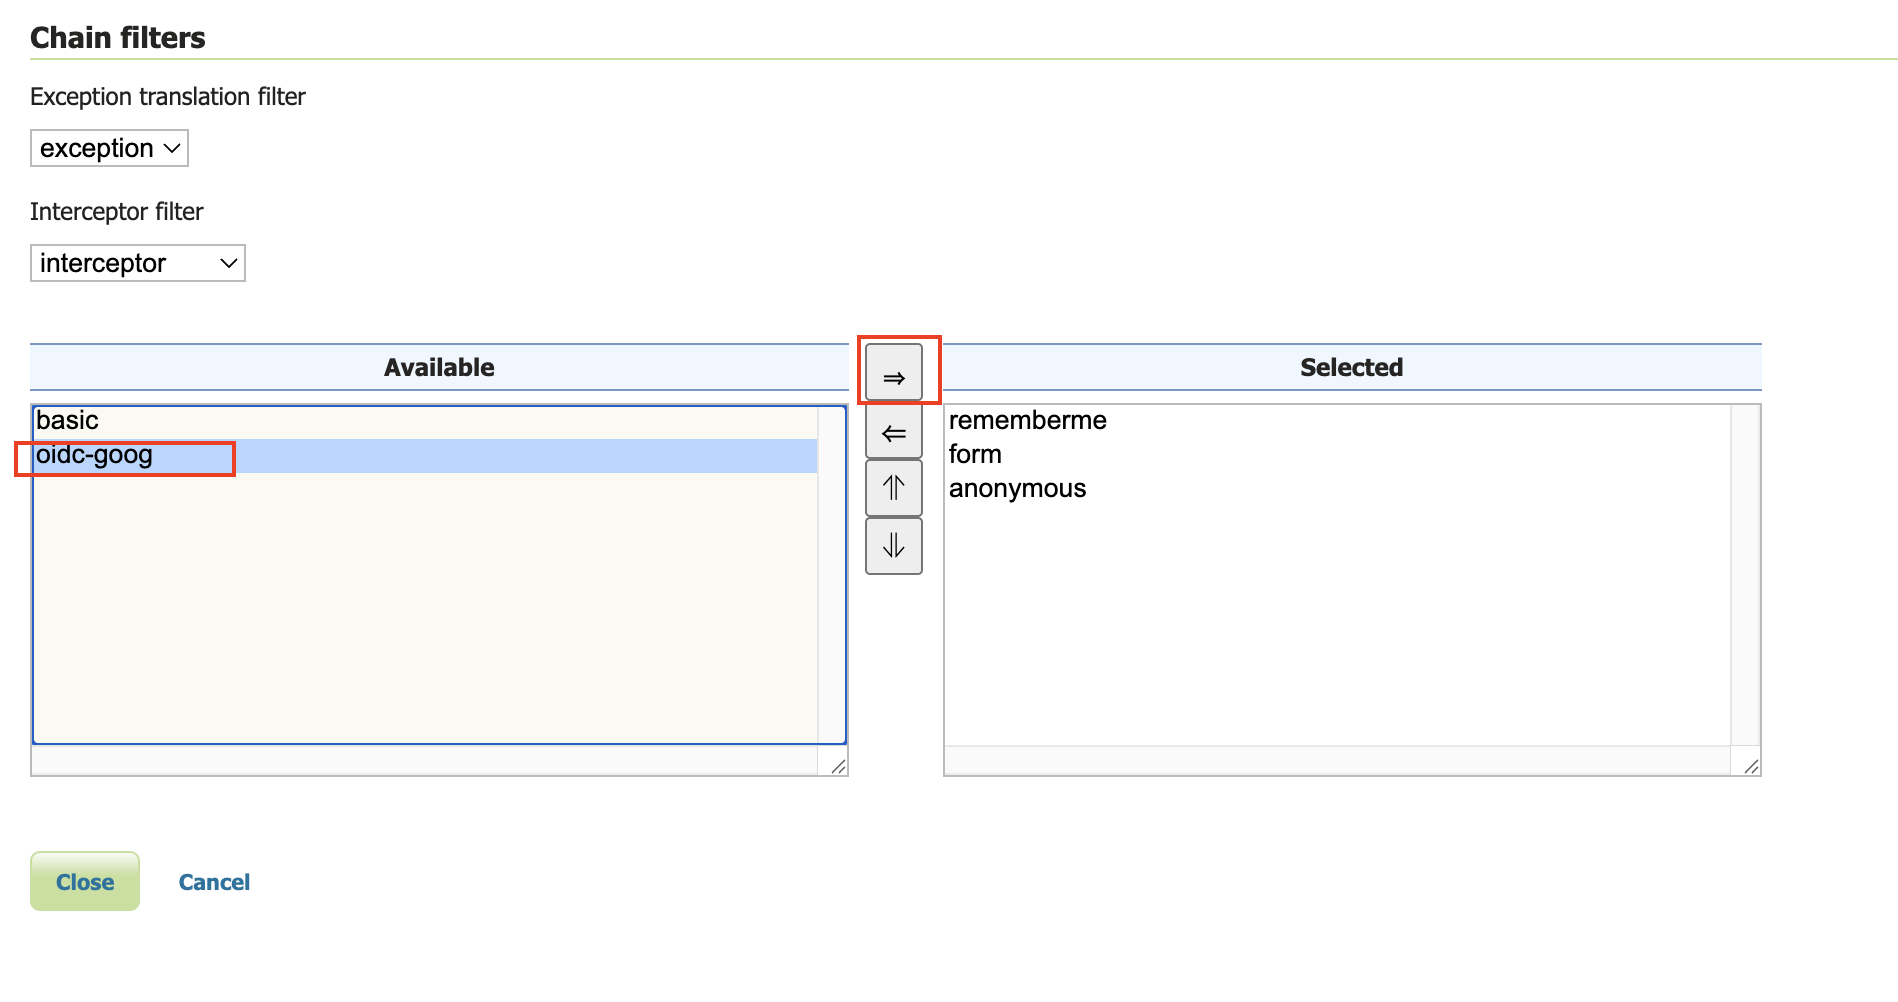 Chain filters
Exception translation filter
exception
Interceptor filter
interceptor
Available
basic
oidc-goog
⇒
⇐
⇑
⇓
Selected
rememberme
form
anonymous
Close
Cancel